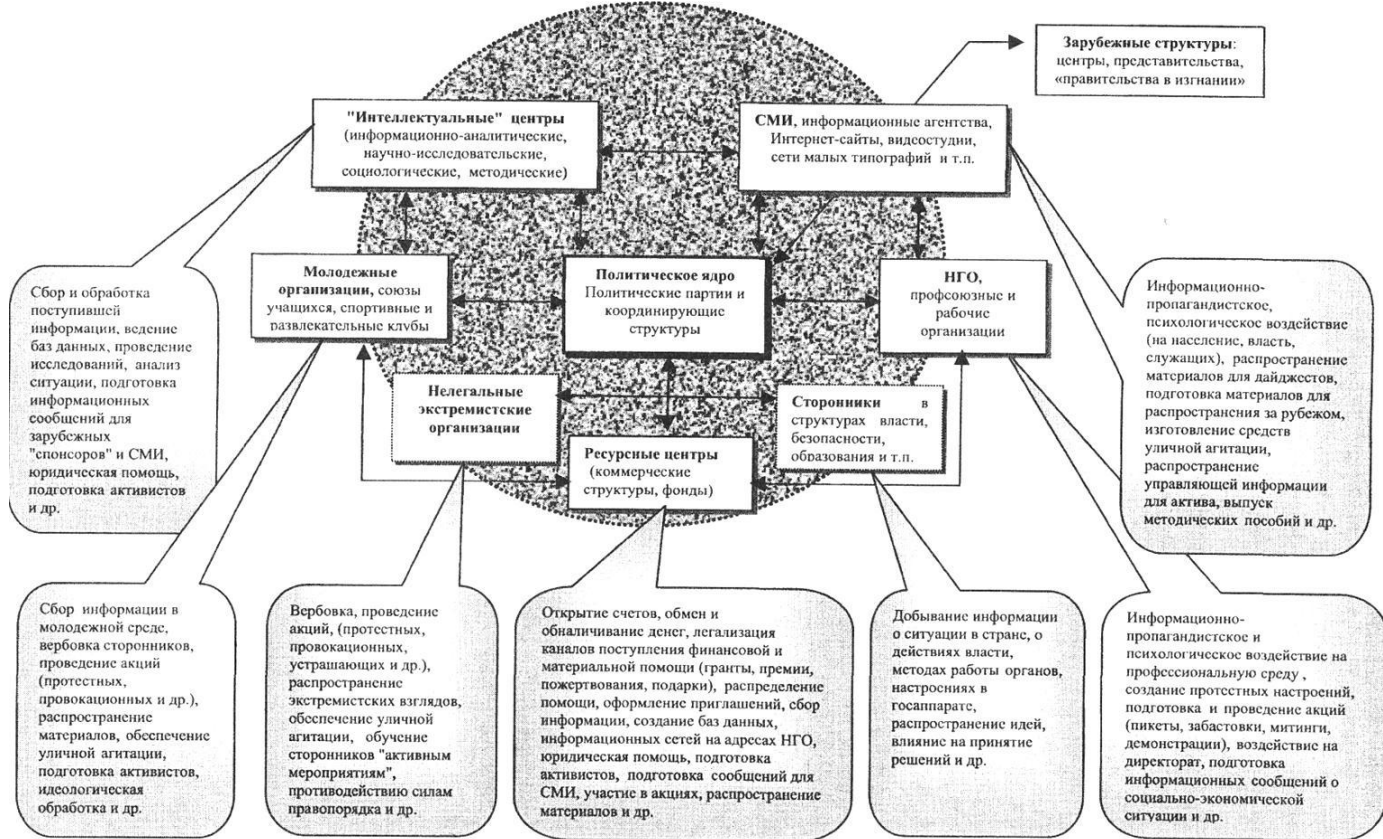 Зарубежные структуры:
центры, представительства,
«правительства в изгнании»
"Интеллектуальные" центры
(информационно-аналитические,
научно-исследовательские,
социологические, методические)
СМИ, информационные агентства,
Интернет-сайты, видеостудии,
сети малых типографий и т.п.
Молодежные
организации, союзы
учащихся, спортивные и
развлекательные клубы
Политическое ядро
Политические партии и
координирующие
структуры
НГО,
профсоюзные и
рабочие
организации
Нелегальные
экстремистские
организации
Сторонники в
структурах власти,
безопасности,
образования и т.п.
Ресурсные центры
(коммерческие
структуры, фонды)
Сбор и обработка
поступившей
информации, ведение
баз данных, проведение
исследований, анализ
ситуации, подготовка
информационных
сообщений для
зарубежных
"спонсоров" и СМИ,
юридическая помощь,
подготовка активистов
и др.
Информационно-
пропагандистское,
психологическое воздействие
(на население, власть,
служащих), распространение
материалов для дайджестов,
подготовка материалов для
распространения за рубежом,
изготовление средств
уличной агитации,
распространение
управляющей информации
для актива, выпуск
методических пособий и др.
Сбор информации в
молодежной среде,
вербовка сторонников,
проведение акций
(протестных,
провокационных и др.),
распространение
материалов, обеспечение
уличной агитации,
подготовка активистов,
идеологическая
обработка и др.
Вербовка, проведение
акций, (протестных,
провокационных,
устрашающих и др.),
распространение
экстремистских взглядов,
обеспечение уличной
агитации, обучение
сторонников "активным
мероприятиям",
противодействию силам
правопорядка и др.
Открытие счетов, обмен и
обналичивание денег, легализация
каналов поступления финансовой и
материальной помощи (гранты, премии,
пожертвования, подарки), распределение
помощи, оформление приглашений, сбор
информации, создание баз данных,
информационных сетей на адресах НГО,
юридическая помощь, подготовка
активистов, подготовка сообщений для
СМИ, участие в акциях, распространение
материалов и др.
Добывание информации
о ситуации в стране, о
действиях власти,
методах работы органов,
настроениях в
госаппарате,
распространение идей,
влияние на принятие
решений и др.
Информационно-
пропагандистское и
психологическое воздействие на
профессиональную среду ,
создание протестных настроений,
подготовка и проведение акций
(пикеты, забастовки, митинги,
демонстрации), воздействие на
директорат, подготовка
информационных сообщений о
социально-экономической
ситуации и др.